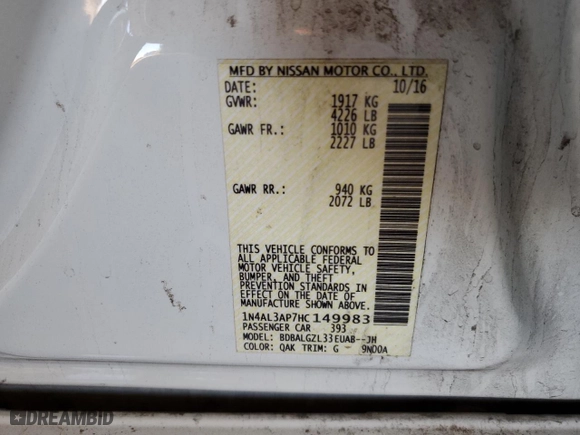 MFD BY NISSAN MOTOR CO., LTD.
DATE: 10/16
GVWR: 1917 KG
4226 LB
GAWR FR.: 1010 KG
2227 LB
GAWR RR.: 940 KG
2072 LB
THIS VEHICLE CONFORMS TO
ALL APPLICABLE FEDERAL
MOTOR VEHICLE SAFETY,
BUMPER, AND THEFT
PREVENTION STANDARDS IN
EFFECT ON THE DATE OF
MANUFACTURE SHOWN ABOVE.
1N4AL3AP7HC149983
PASSENGER CAR 393
MODEL: BDBALGZL33EUAB--JN
COLOR: QAK TRIM: G 9ND0A
DREAMBID